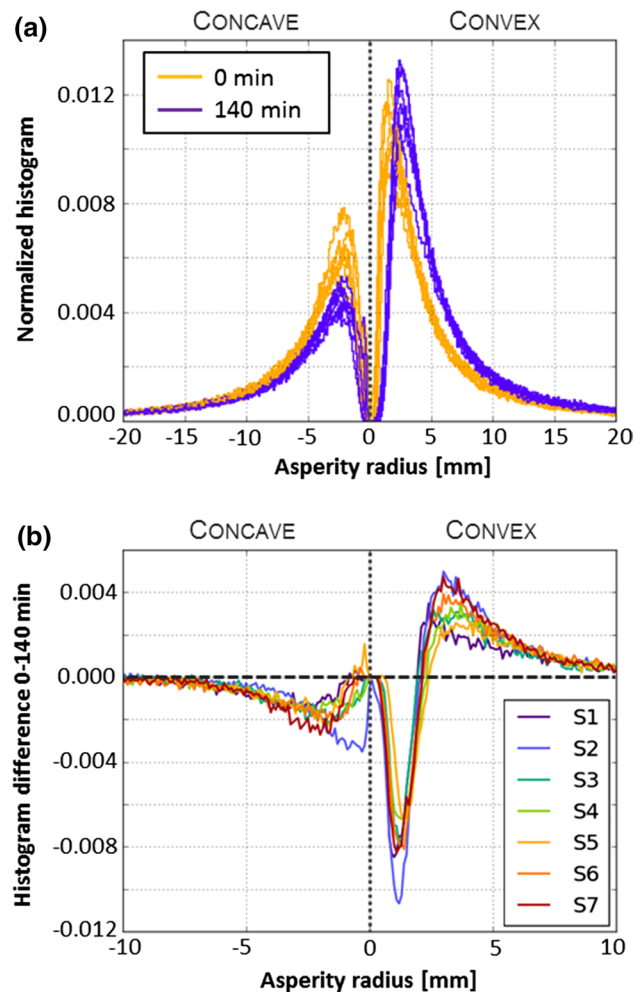 (a)
CONCAVE CONVEX
0 min
140 min
0.012
0.008
0.004
0.000
Normalized histogram
-20 -15 -10 -5 0 5 10 15 20
Asperity radius [mm]
(b)
CONCAVE CONVEX
0.004
0.000
-0.004
-0.008
-0.012
Histogram difference 0-140 min
S1
S2
S3
S4
S5
S6
S7
-10 -5 0 5 10
Asperity radius [mm]